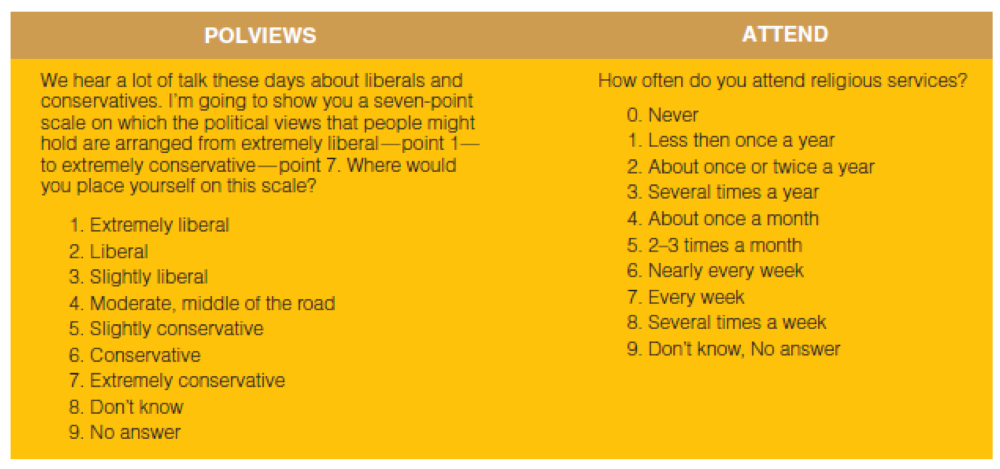 POLVIEWS
We hear a lot of talk these days about liberals and
conservatives. I'm going to show you a seven-point
scale on which the political views that people might
hold are arranged from extremely liberal—point 1—
to extremely conservative—point 7. Where would
you place yourself on this scale?
1. Extremely liberal
2. Liberal
3. Slightly liberal
4. Moderate, middle of the road
5. Slightly conservative
6. Conservative
7. Extremely conservative
8. Don't know
9. No answer
ATTEND
How often do you attend religious services?
0. Never
1. Less then once a year
2. About once or twice a year
3. Several times a year
4. About once a month
5. 2–3 times a month
6. Nearly every week
7. Every week
8. Several times a week
9. Don't know, No answer